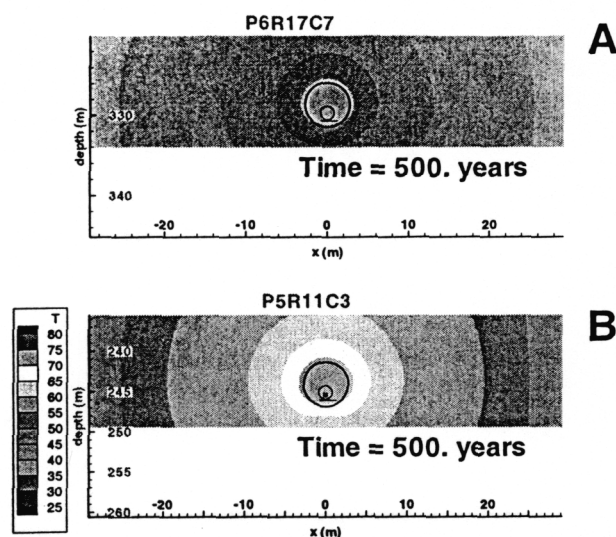 P6R17C7
A
depth (m)
330
340
Time = 500. years
-20 -10 0 10 20
x (m)
P5R11C3
B
T
80
75
70
65
60
55
50
45
40
35
30
25
depth (m)
240
245
250
255
260
Time = 500. years
-20 -10 0 10 20
x (m)